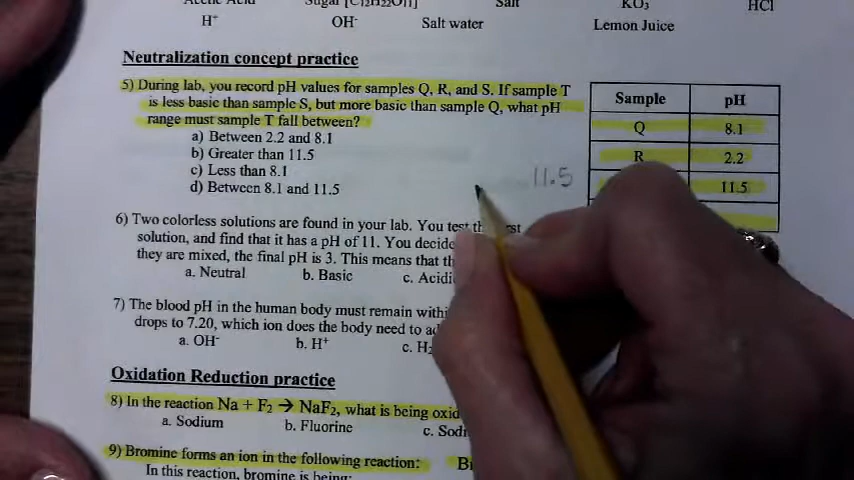 Acetic Acid Sugar [C12H22O11] Salt KO3 HCl
H+ OH- Salt water Lemon Juice
Neutralization concept practice
5) During lab, you record pH values for samples Q, R, and S. If sample T
is less basic than sample S, but more basic than sample Q, what pH
range must sample T fall between?
a) Between 2.2 and 8.1
b) Greater than 11.5
c) Less than 8.1
d) Between 8.1 and 11.5
Sample pH
Q 8.1
R 2.2
11.5
11.5
6) Two colorless solutions are found in your lab. You test
solution, and find that it has a pH of 11. You
they are mixed, the final pH is 3. This means that
a. Neutral b. Basic c.
7) The blood pH in the human body must remain
drops to 7.20, which ion does the body need to
a. OH- b. H+ c.
Oxidation Reduction practice
8) In the reaction Na + F2 → NaF2, what is being
a. Sodium b. Fluorine c.
9) Bromine forms an ion in the following reaction:
In this reaction, bromine is being: